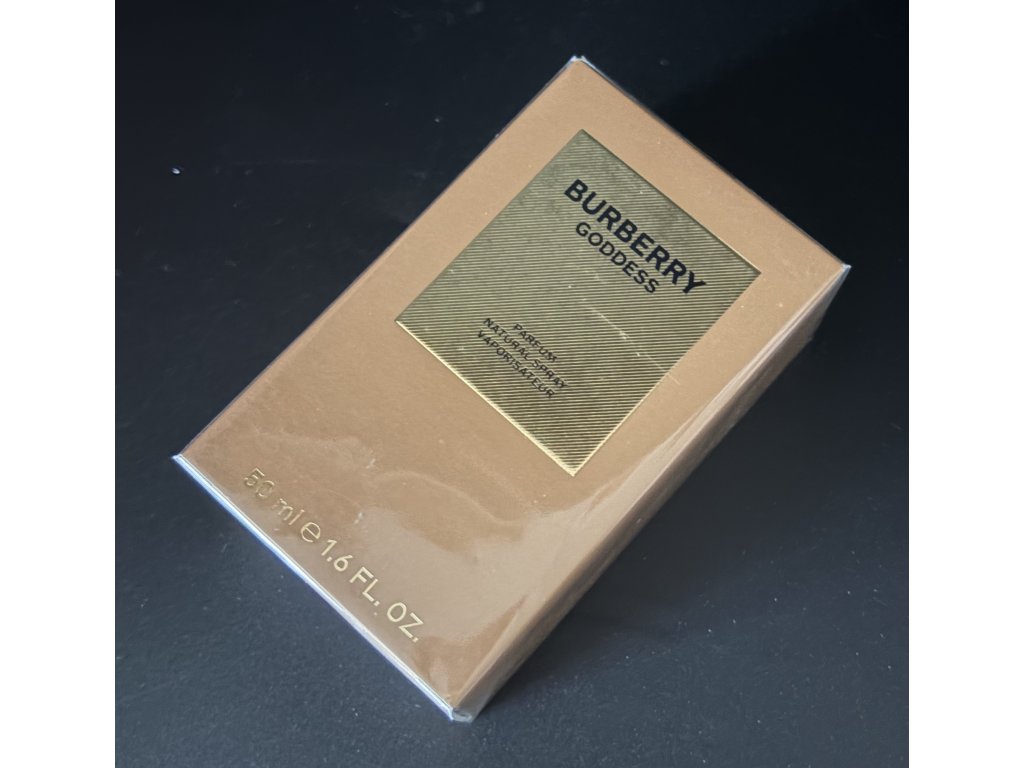 BURBERRY
GODDESS
PARFUM
NATURAL SPRAY
VAPORISATEUR
50 ml ℮ 1.6 FL. OZ.